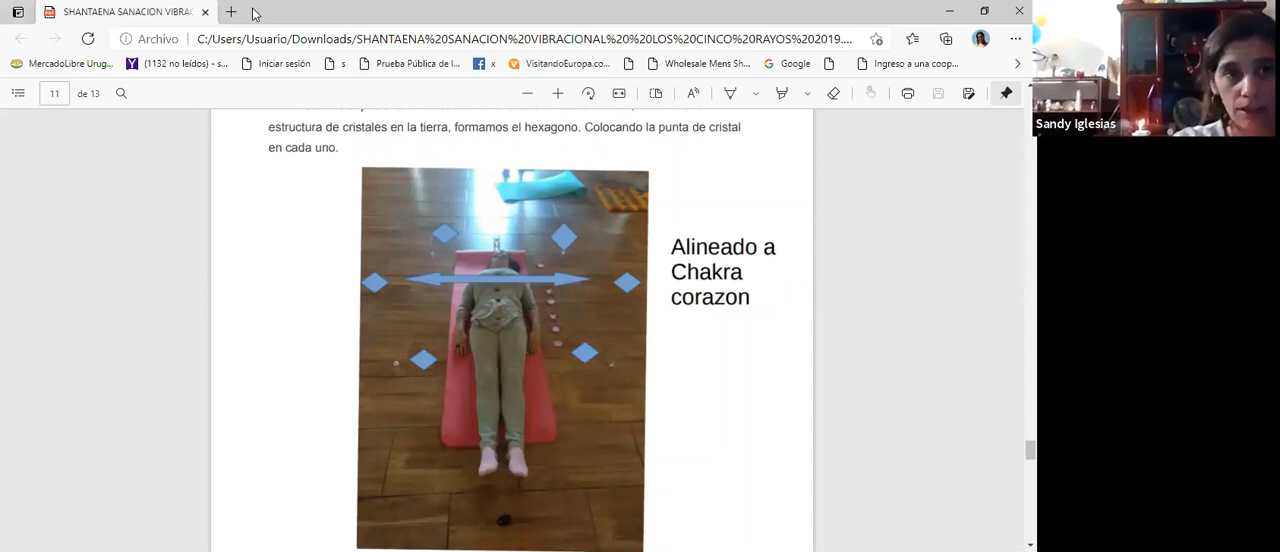 SHANTAENA SANACION VIBRAC
Archivo
C:/Users/Usuario/Downloads/SHANTAENA%20SANACION%20VIBRACIONAL%20%20LOS%20CINCO%20RAYOS%202019....
MercadoLibre Urug...
(1132 no leídos) - s...
Iniciar sesión
s
Prueba Pública de l...
x
VisitandoEuropa.co...
Wholesale Mens Sh...
Google
Ingreso a una coop...
11 de 13
Sandy Iglesias
estructura de cristales en la tierra, formamos el hexagono. Colocando la punta de cristal
en cada uno.
Alineado a
Chakra
corazon